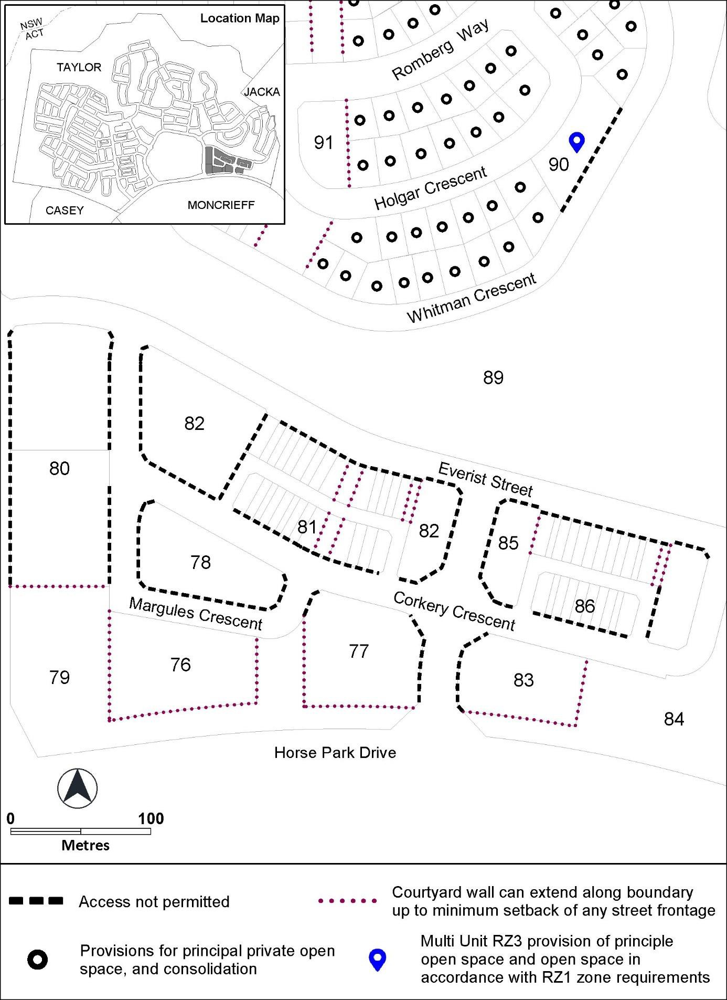 Location Map
NSW
ACT
TAYLOR
JACKA
CASEY
MONCRIEFF
Romberg Way
91
90
Holgar Crescent
Whitman Crescent
89
82
80
Everist Street
81
82
85
78
86
Margules Crescent
Corkery Crescent
77
76
79
83
84
Horse Park Drive
0 100
Metres
Access not permitted
Courtyard wall can extend along boundary
up to minimum setback of any street frontage
Provisions for principal private open
space, and consolidation
Multi Unit RZ3 provision of principle
open space and open space in
accordance with RZ1 zone requirements